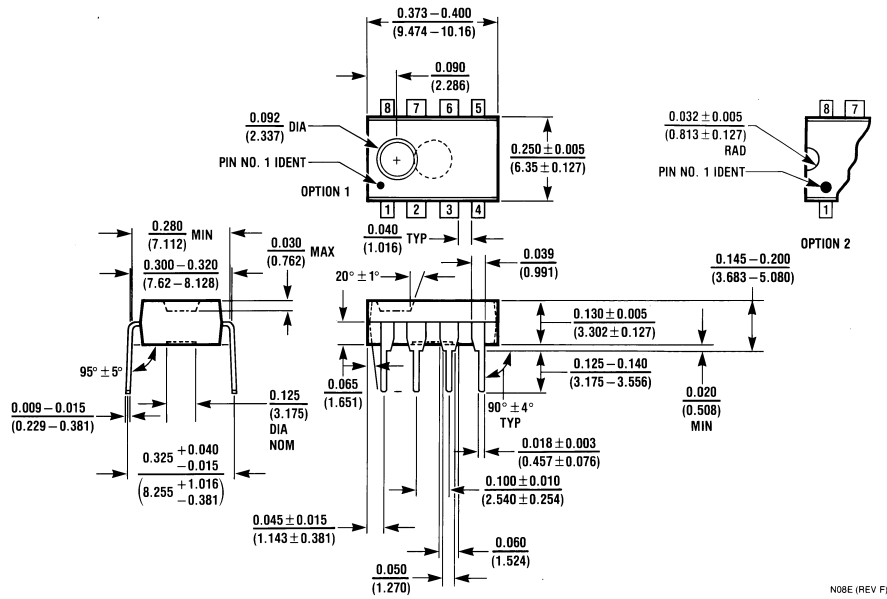 0.373 – 0.400
(9.474 – 10.16)
0.090
(2.286)
8 7 6 5
0.092 DIA
(2.337)
PIN NO. 1 IDENT
OPTION 1
0.250 ± 0.005
(6.35 ± 0.127)
1 2 3 4
0.032 ± 0.005
(0.813 ± 0.127)
RAD
PIN NO. 1 IDENT
8 7
1
OPTION 2
0.280 MIN
(7.112)
0.300 – 0.320
(7.62 – 8.128)
0.030 MAX
(0.762)
0.040 TYP
(1.016)
20° ± 1°
0.039
(0.991)
0.145 – 0.200
(3.683 – 5.080)
0.130 ± 0.005
(3.302 ± 0.127)
0.125 – 0.140
(3.175 – 3.556)
0.020
(0.508)
MIN
95° ± 5°
0.009 – 0.015
(0.229 – 0.381)
0.125
(3.175)
DIA
NOM
0.065
(1.651)
90° ± 4°
TYP
0.018 ± 0.003
(0.457 ± 0.076)
0.325 +0.040
–0.015
(8.255 +1.016
–0.381)
0.100 ± 0.010
(2.540 ± 0.254)
0.045 ± 0.015
(1.143 ± 0.381)
0.060
(1.524)
0.050
(1.270)
N08E (REV F)